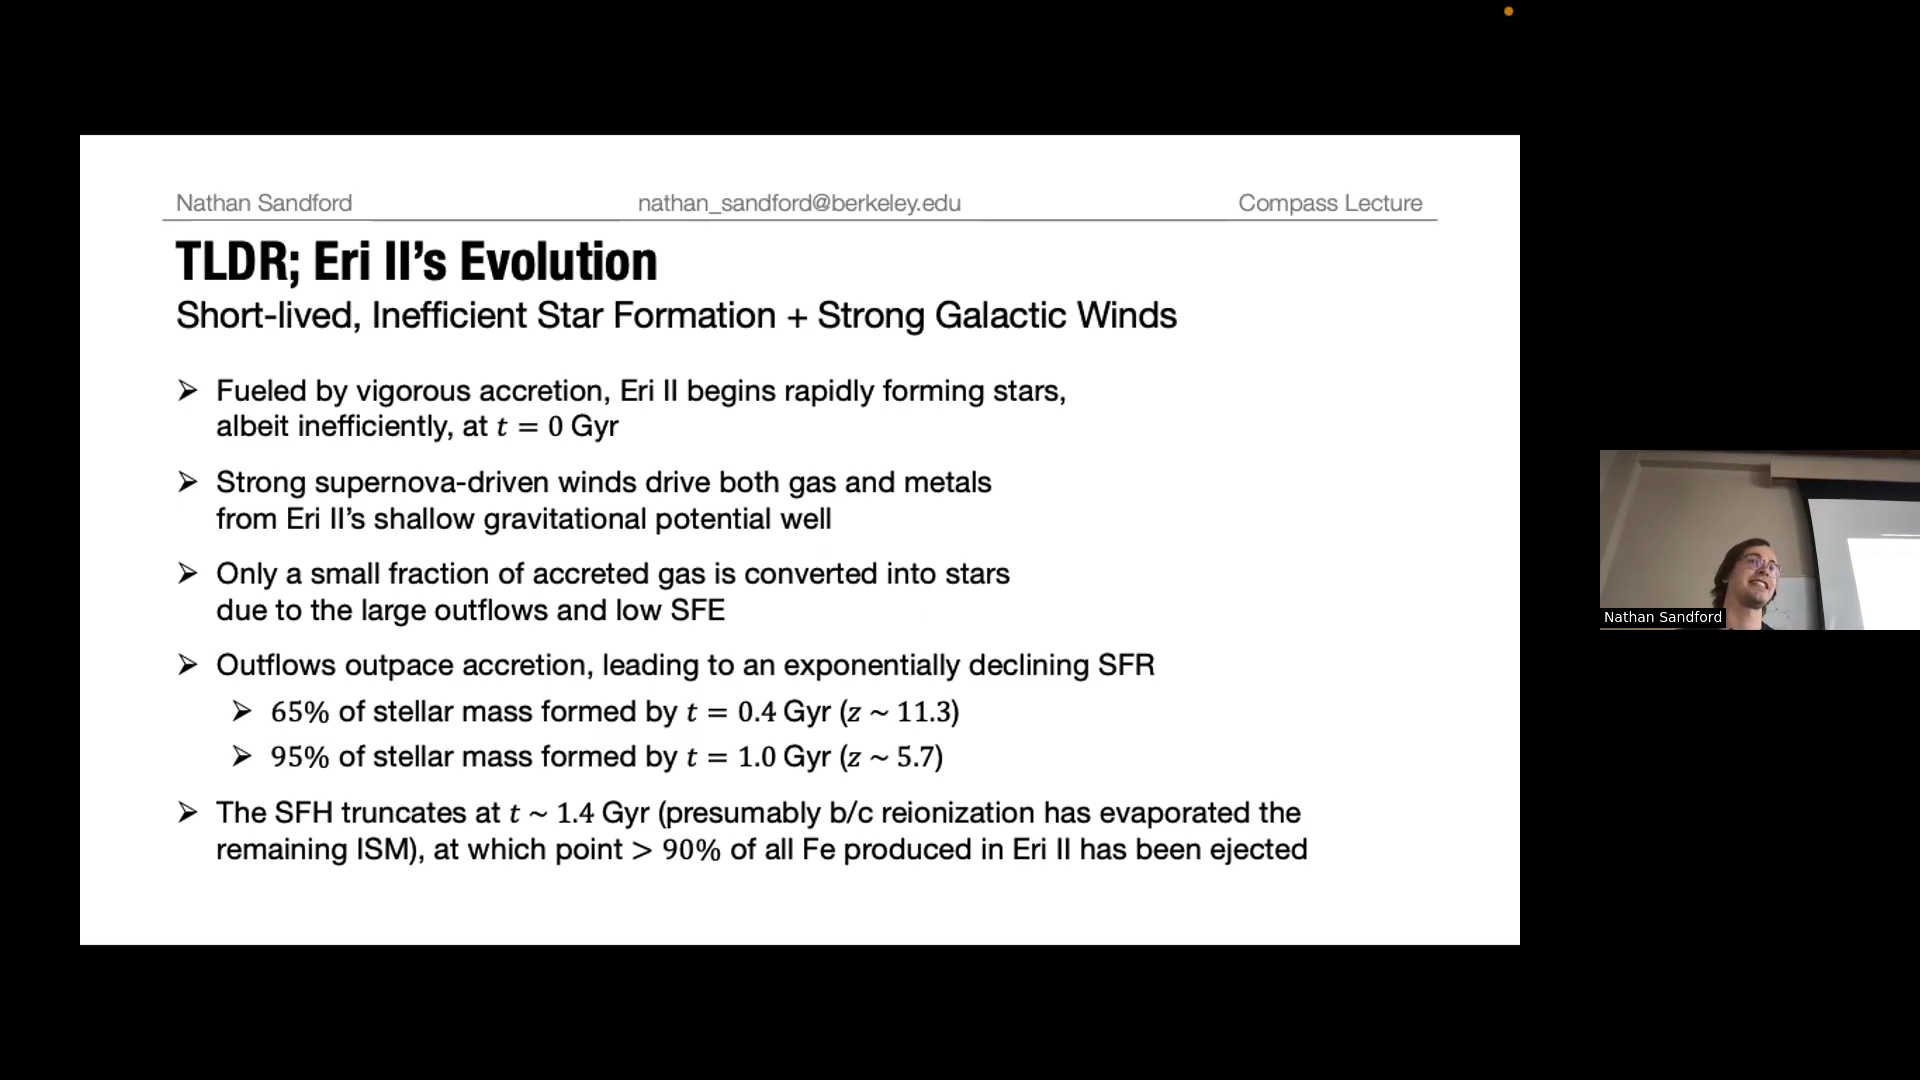 Nathan Sandford
nathan_sandford@berkeley.edu
Compass Lecture
TLDR; Eri II’s Evolution
Short-lived, Inefficient Star Formation + Strong Galactic Winds
➢ Fueled by vigorous accretion, Eri II begins rapidly forming stars,
albeit inefficiently, at t = 0 Gyr
➢ Strong supernova-driven winds drive both gas and metals
from Eri II’s shallow gravitational potential well
➢ Only a small fraction of accreted gas is converted into stars
due to the large outflows and low SFE
➢ Outflows outpace accretion, leading to an exponentially declining SFR
➢ 65% of stellar mass formed by t = 0.4 Gyr (z ~ 11.3)
➢ 95% of stellar mass formed by t = 1.0 Gyr (z ~ 5.7)
➢ The SFH truncates at t ~ 1.4 Gyr (presumably b/c reionization has evaporated the
remaining ISM), at which point > 90% of all Fe produced in Eri II has been ejected
Nathan Sandford